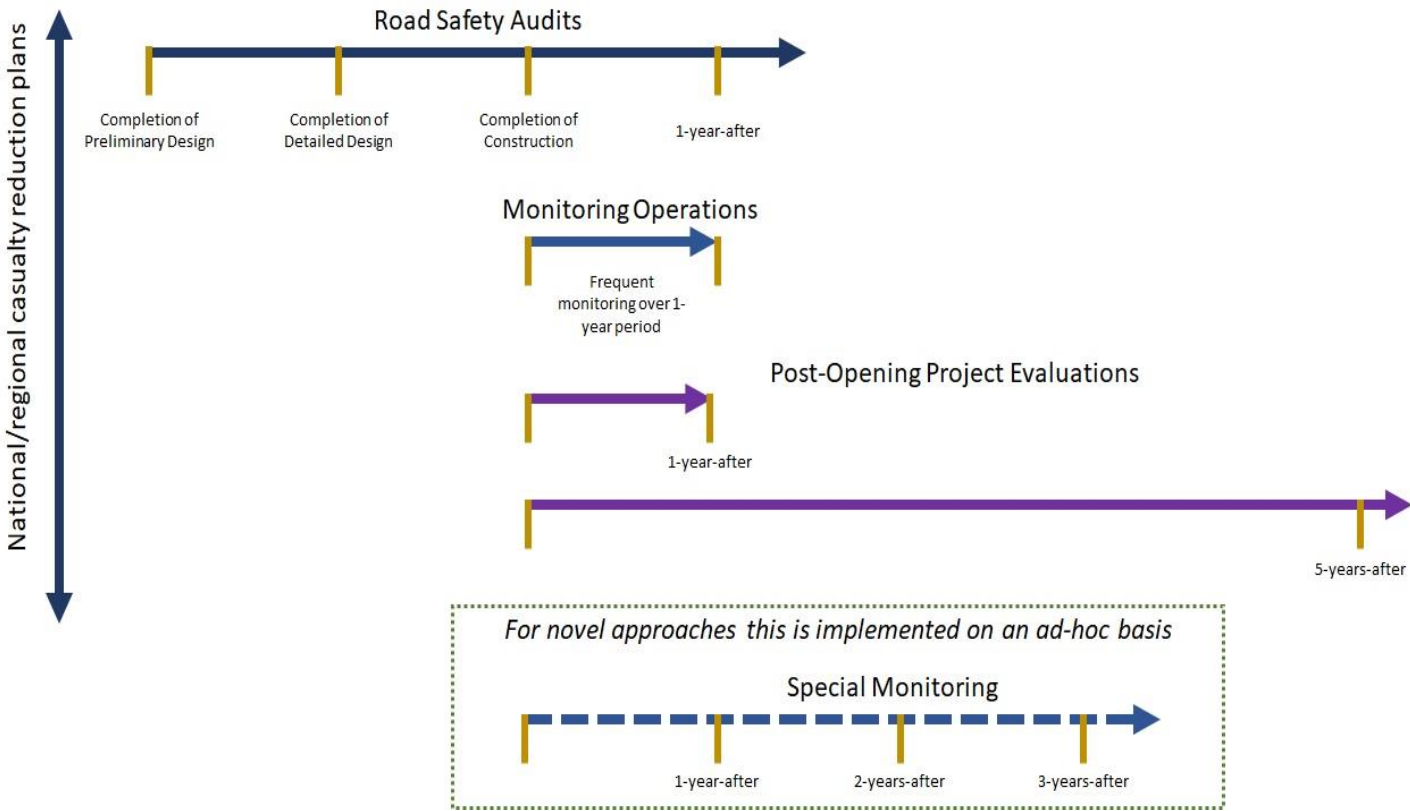 National/regional casualty reduction plans
Road Safety Audits
Completion of
Preliminary Design
Completion of
Detailed Design
Completion of
Construction
1-year-after
Monitoring Operations
Frequent
monitoring over 1-
year period
Post-Opening Project Evaluations
1-year-after
5-years-after
For novel approaches this is implemented on an ad-hoc basis
Special Monitoring
1-year-after
2-years-after
3-years-after